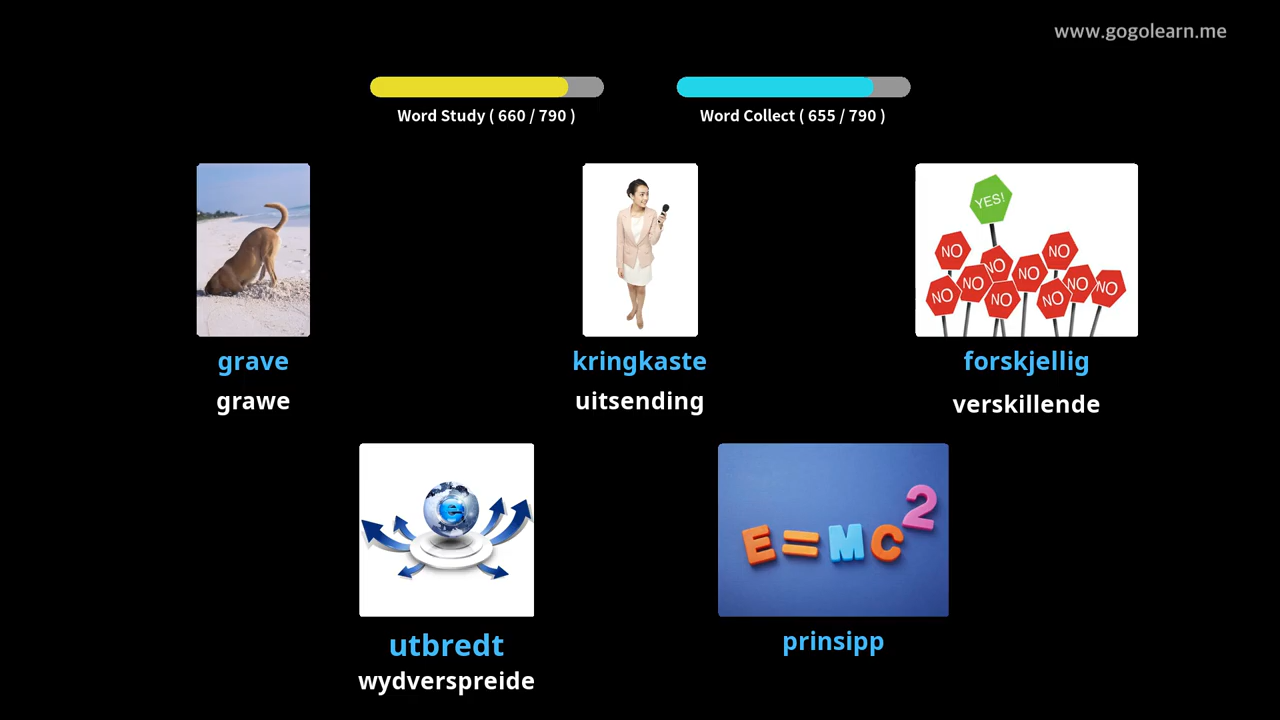 www.gogolearn.me
Word Study ( 660 / 790 )
Word Collect ( 655 / 790 )
YES!
NO
NO
NO
NO
NO
NO
NO
NO
NO
NO
grave
kringkaste
forskjellig
grawe
uitsending
verskillende
e
E=MC2
utbredt
prinsipp
wydverspreide